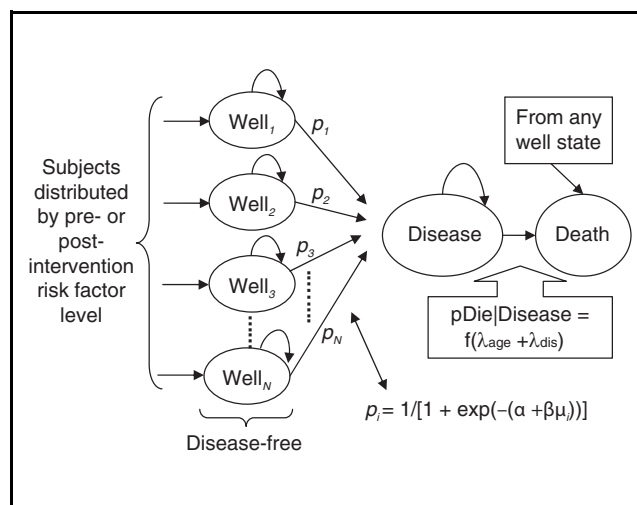 Subjects
distributed
by pre- or
post-
intervention
risk factor
level
Well1
Well2
Well3
WellN
p1
p2
p3
pN
Disease-free
Disease
Death
From any
well state
pDie|Disease =
f(λage +λdis)
pi = 1/[1 + exp(-(α +βμi))]